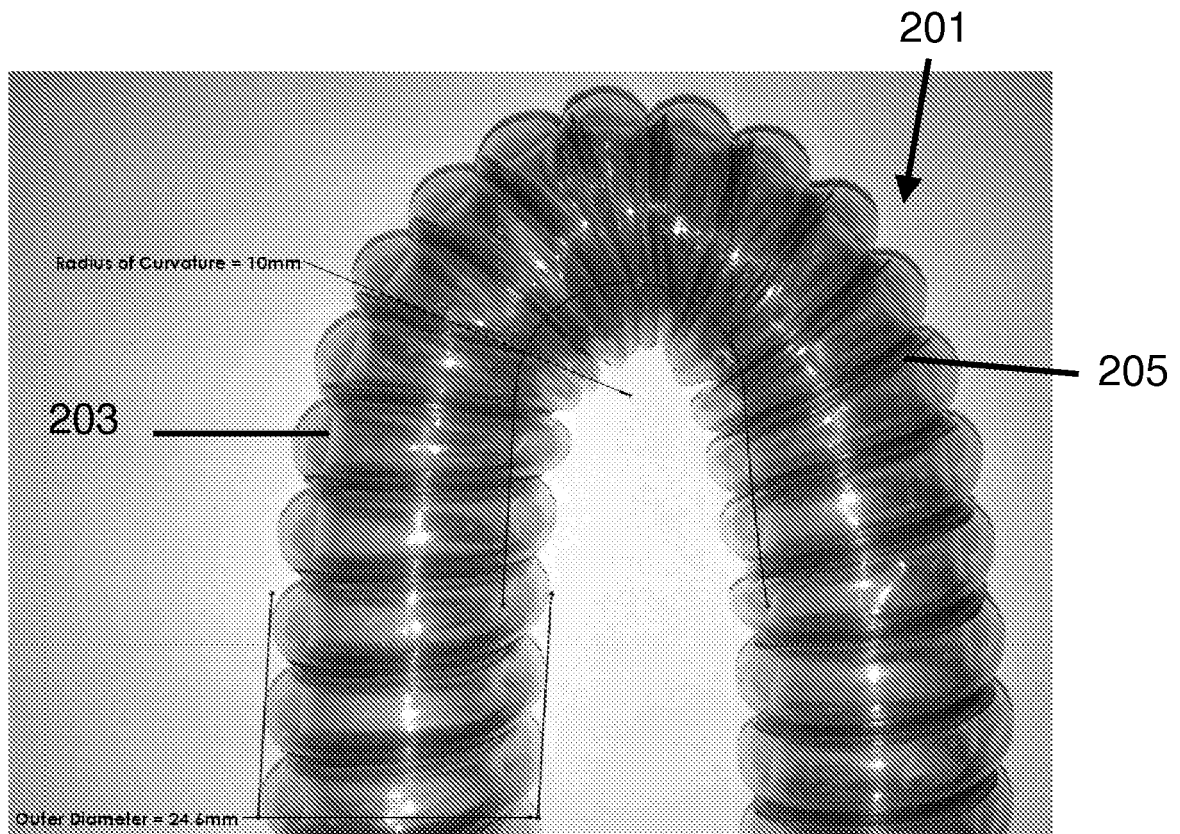 201
Radius of Curvature = 10mm
205
203
Outer Diameter = 24.6mm